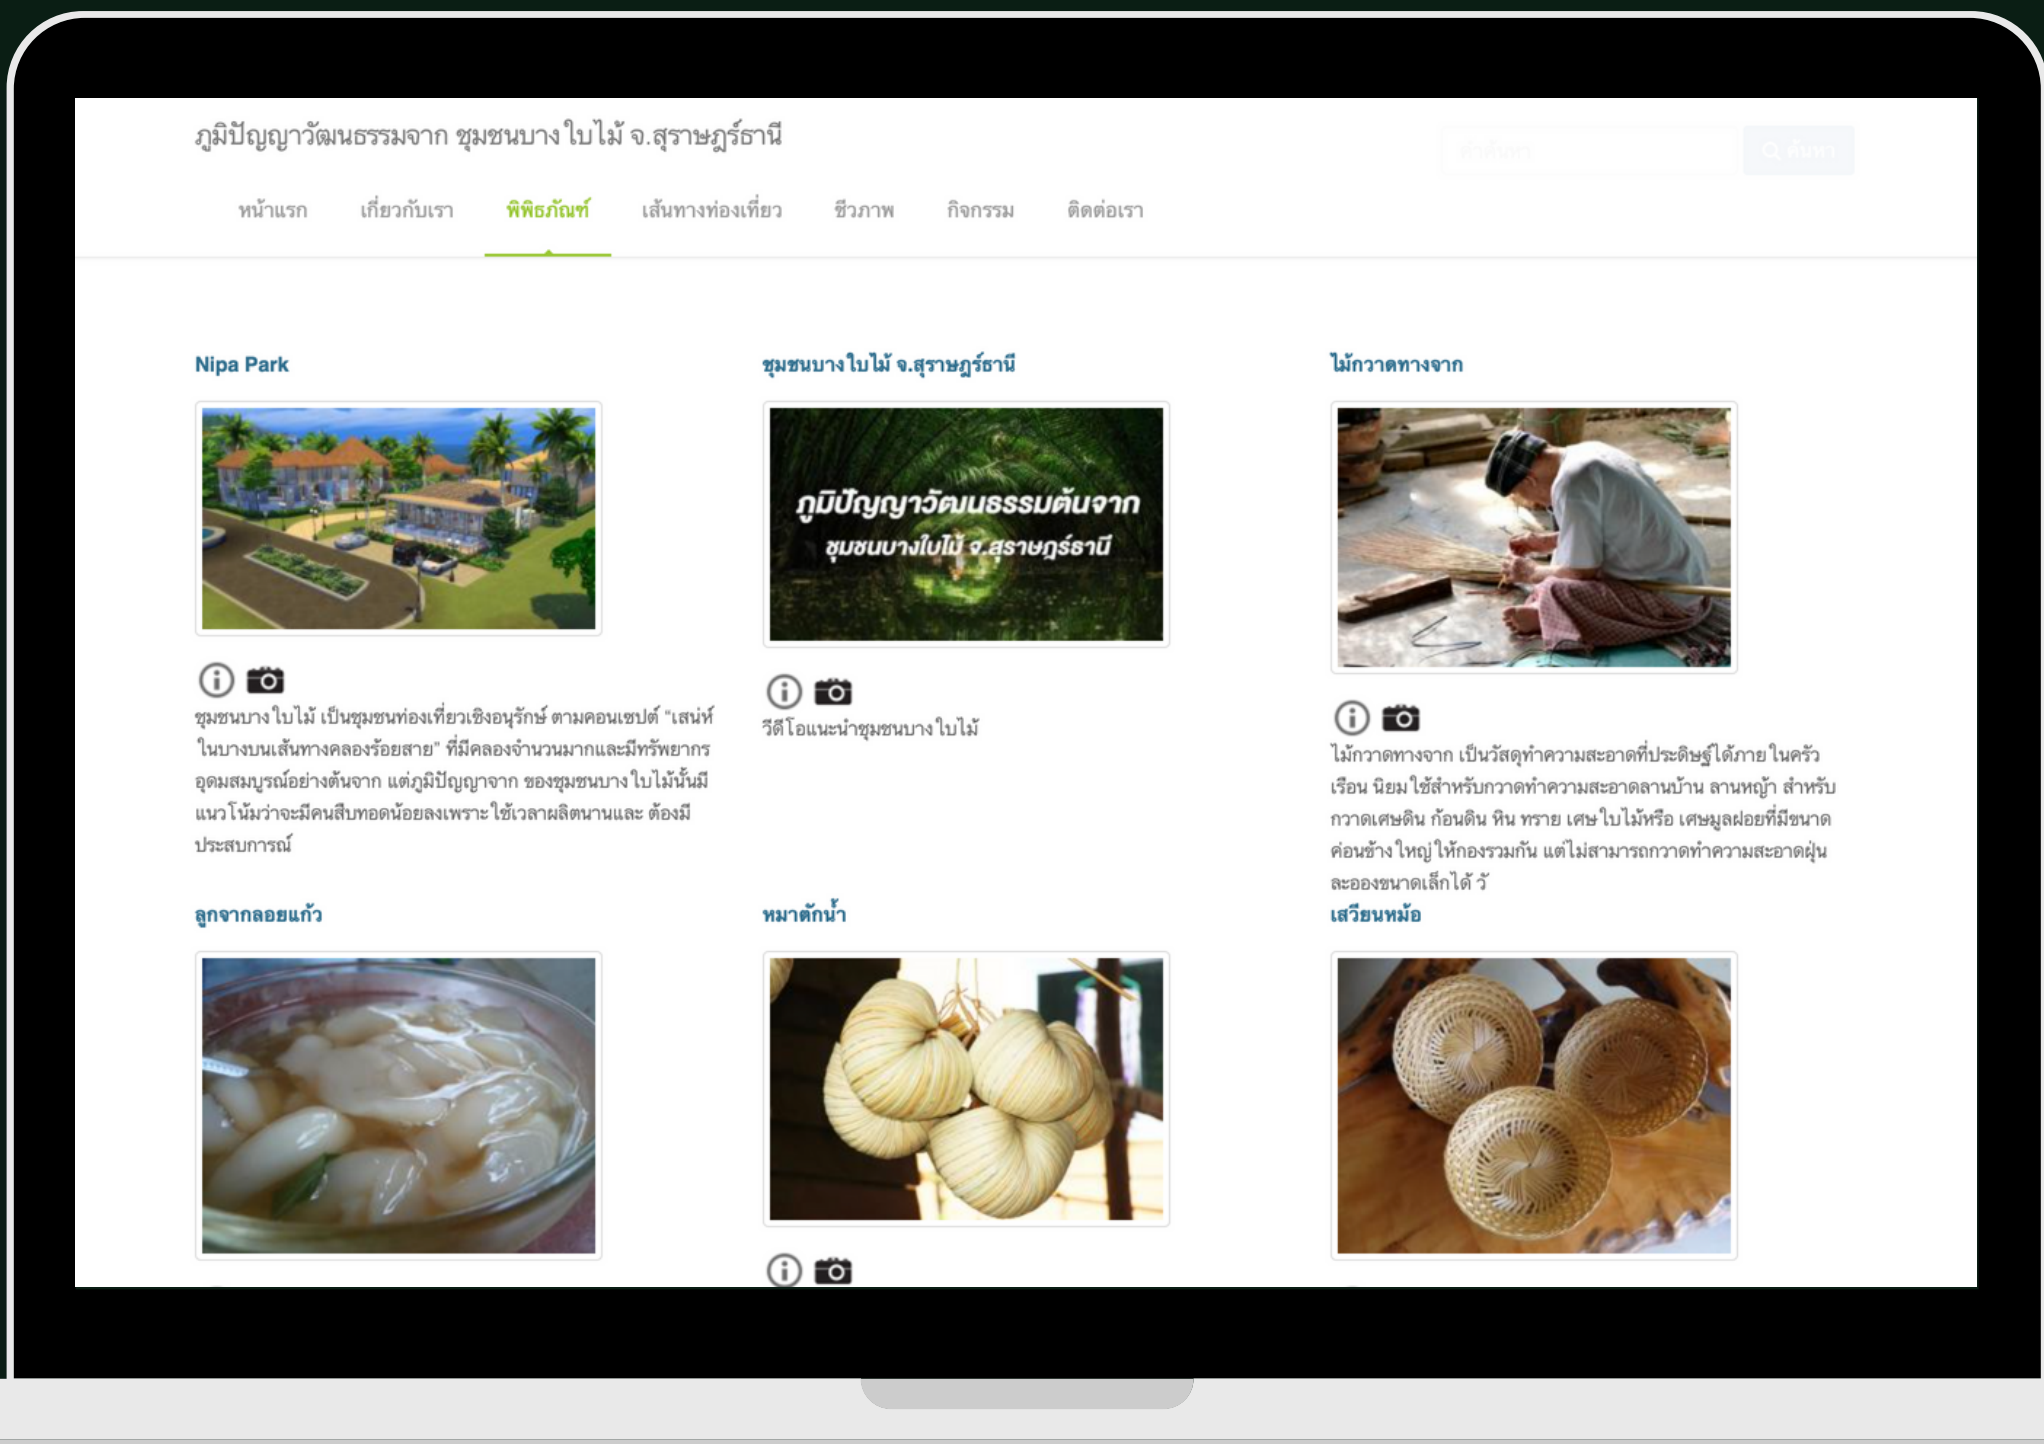 ภูมิปัญญาวัฒนธรรมจาก ชุมชนบางใบไม้ จ.สุราษฎร์ธานี
คำค้นหา
ค้นหา
หน้าแรก เกี่ยวกับเรา พิพิธภัณฑ์ เส้นทางท่องเที่ยว ชีวภาพ กิจกรรม ติดต่อเรา
Nipa Park
ชุมชนบางใบไม้ เป็นชุมชนท่องเที่ยวเชิงอนุรักษ์ ตามคอนเซปต์ “เสน่ห์
ในบางบนเส้นทางคลองร้อยสาย” ที่มีคลองจำนวนมากและมีทรัพยากร
อุดมสมบูรณ์อย่างต้นจาก แต่ภูมิปัญญาจาก ของชุมชนบางใบไม้นั้นมี
แนวโน้มว่าจะมีคนสืบทอดน้อยลงเพราะใช้เวลาผลิตนานและ ต้องมี
ประสบการณ์
ชุมชนบางใบไม้ จ.สุราษฎร์ธานี
ภูมิปัญญาวัฒนธรรมต้นจาก
ชุมชนบางใบไม้ จ.สุราษฎร์ธานี
วีดีโอแนะนำชุมชนบางใบไม้
ไม้กวาดทางจาก
ไม้กวาดทางจาก เป็นวัสดุทำความสะอาดที่ประดิษฐ์ได้ภายในครัว
เรือน นิยมใช้สำหรับกวาดทำความสะอาดลานบ้าน ลานหญ้า สำหรับ
กวาดเศษดิน ก้อนดิน หิน ทราย เศษใบไม้หรือ เศษมูลฝอยที่มีขนาด
ค่อนข้างใหญ่ให้กองรวมกัน แต่ไม่สามารถกวาดทำความสะอาดฝุ่น
ละอองขนาดเล็กได้ วั
ลูกจากลอยแก้ว
หมาตักน้ำ
เสวียนหม้อ